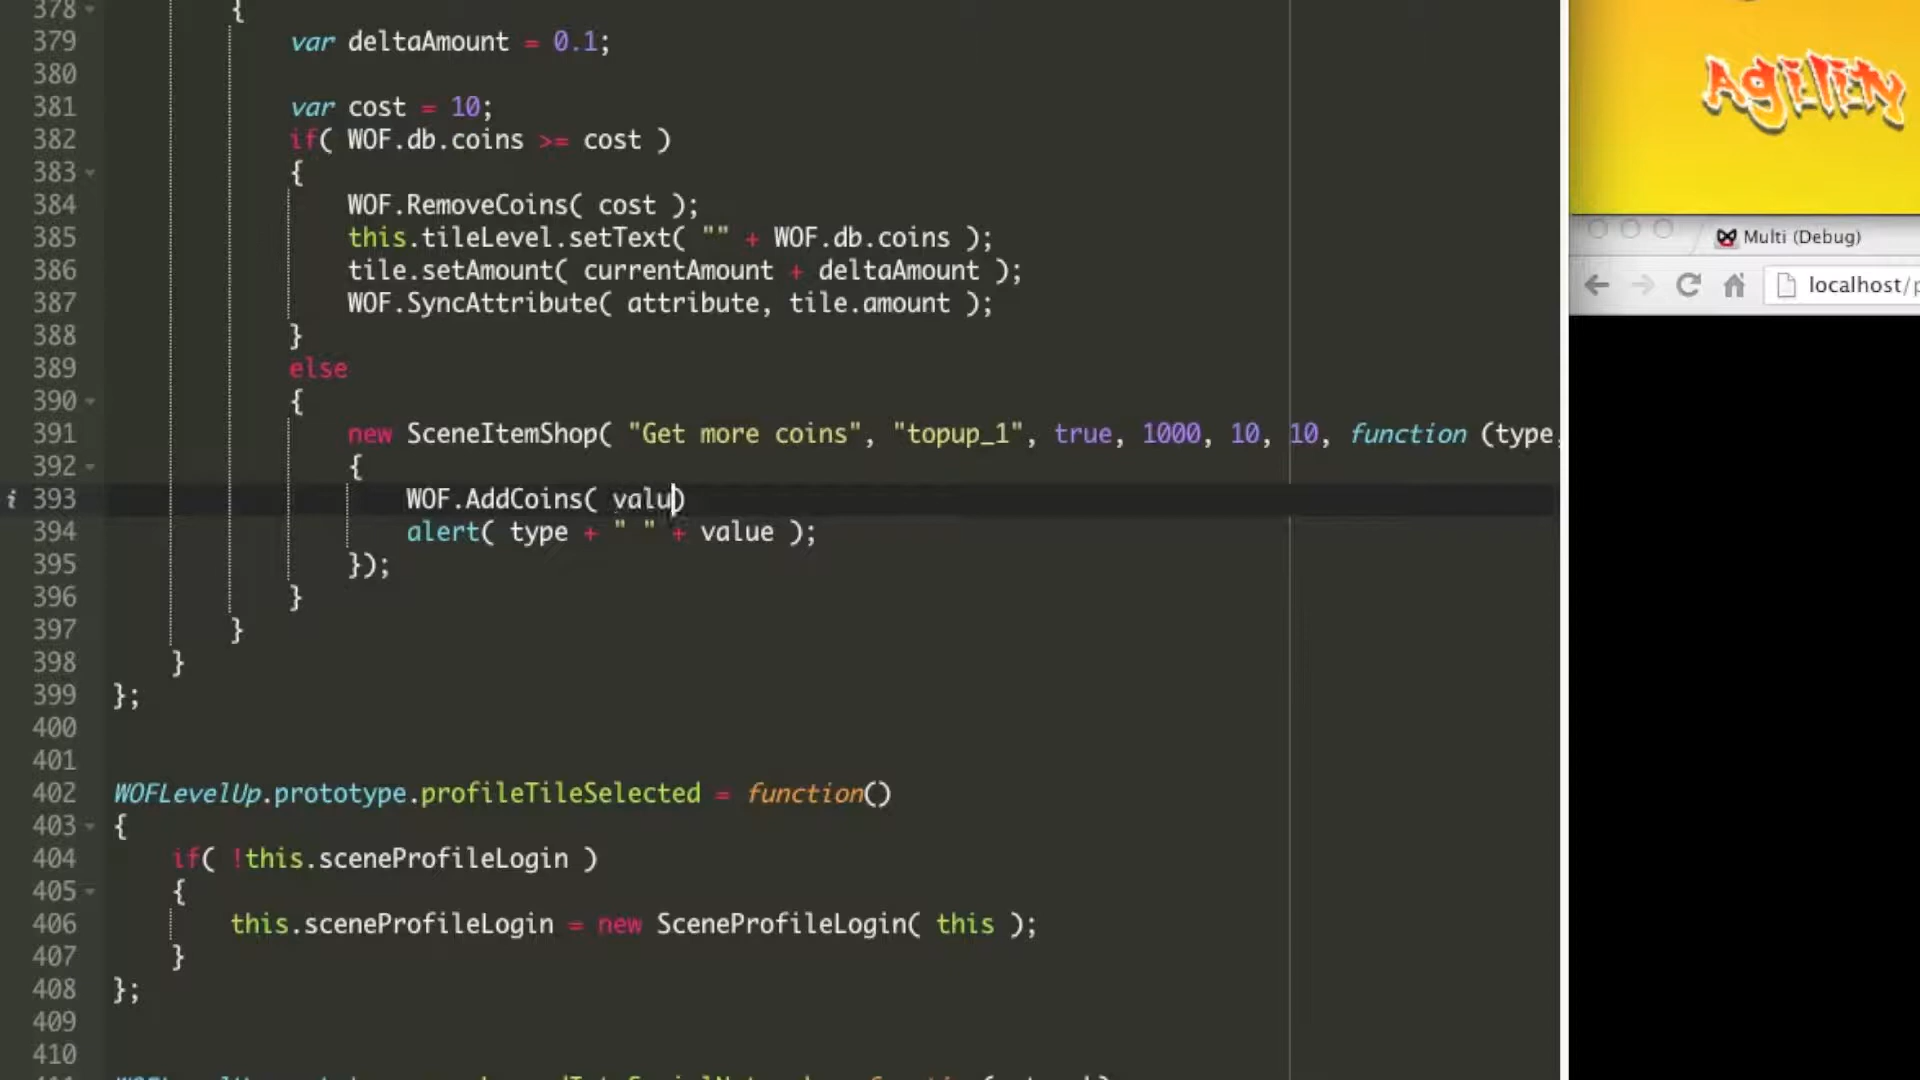 378 {
379 var deltaAmount = 0.1;
380
381 var cost = 10;
382 if( WOF.db.coins >= cost )
383 {
384 WOF.RemoveCoins( cost );
385 this.tileLevel.setText( "" + WOF.db.coins );
386 tile.setAmount( currentAmount + deltaAmount );
387 WOF.SyncAttribute( attribute, tile.amount );
388 }
389 else
390 {
391 new SceneItemShop( "Get more coins", "topup_1", true, 1000, 10, 10, function (type,
392 {
i 393 WOF.AddCoins( valu)
394 alert( type + " " + value );
395 });
396 }
397 }
398 }
399 };
400
401
402 WOFLevelUp.prototype.profileTileSelected = function()
403 {
404 if( !this.sceneProfileLogin )
405 {
406 this.sceneProfileLogin = new SceneProfileLogin( this );
407 }
408 };
409
410
Agility
Multi (Debug)
localhost/p